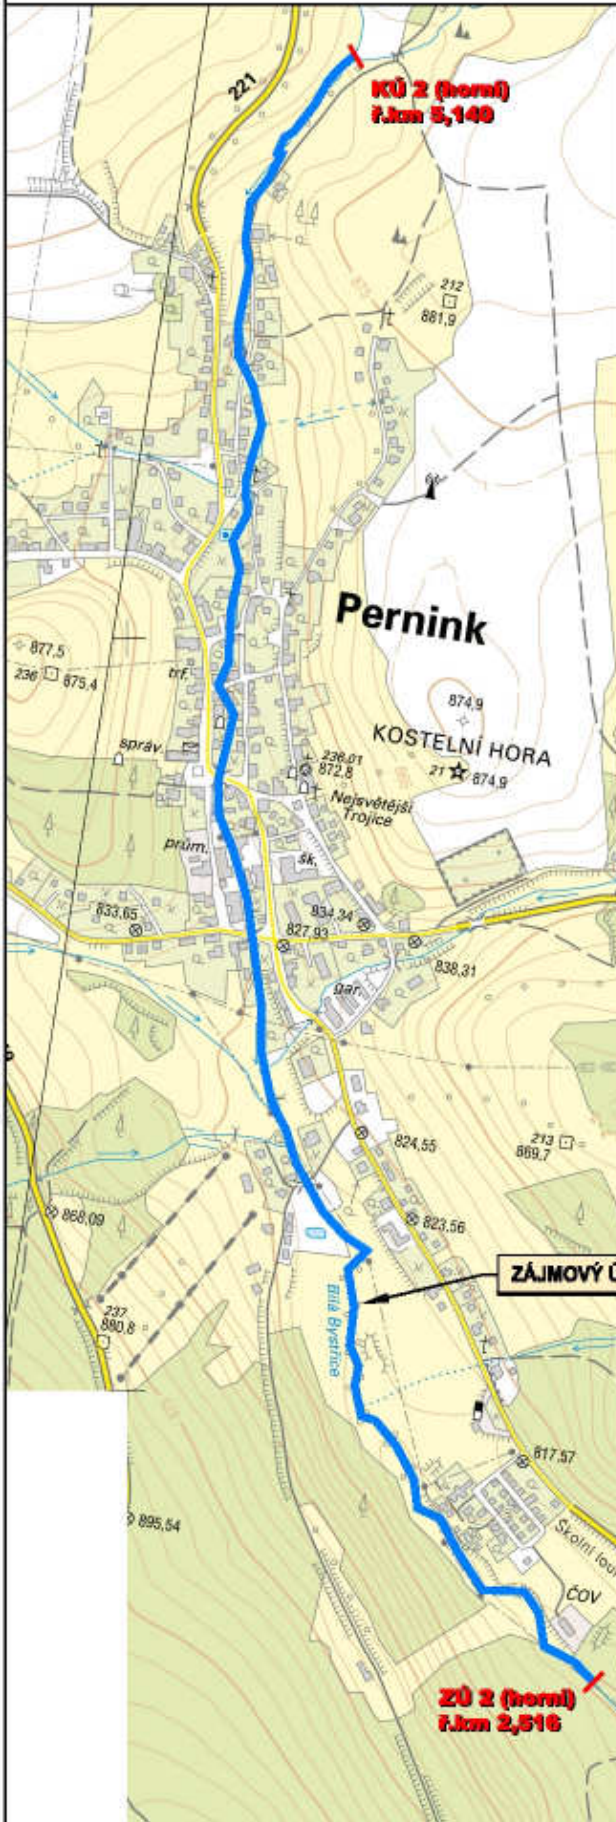 221
KÚ 2 (horní)
ř.km 5,140
212
881,9
Pernink
877,5
236 875,4
trf.
874,9
KOSTELNÍ HORA
21 874,9
správ.
236.01
872,8
Nejsvětější
Trojice
prům.
šk.
833,65
834,34
827,93
838,31
gar.
824,55
213
869,7
868,09
823,56
ZÁJMOVÝ Ú
237
880,8
Bílá Bystřice
817,57
895,54
Školní lou
ČOV
ZÚ 2 (horní)
ř.km 2,516